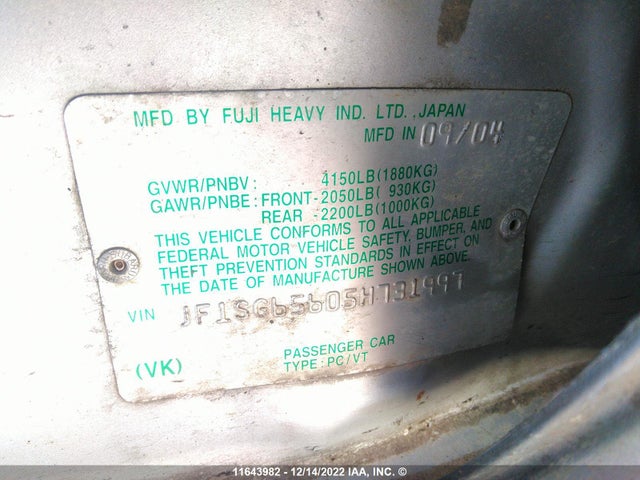 MFD BY FUJI HEAVY IND. LTD., JAPAN
MFD IN 09/04
GVWR/PNBV: 4150LB(1880KG)
GAWR/PNBE: FRONT-2050LB( 930KG)
REAR -2200LB(1000KG)
THIS VEHICLE CONFORMS TO ALL APPLICABLE
FEDERAL MOTOR VEHICLE SAFETY, BUMPER, AND
THEFT PREVENTION STANDARDS IN EFFECT ON
THE DATE OF MANUFACTURE SHOWN ABOVE.
VIN JF1SG65605H731997
PASSENGER CAR
(VK) TYPE: PC/VT
11643982 - 12/14/2022 IAA, INC. ©